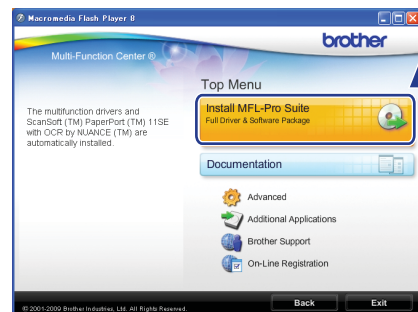 Macromedia Flash Player 8
brother
Multi-Function Center ®
Top Menu
Install MFL-Pro Suite
Full Driver & Software Package
The multifunction drivers and
ScanSoft (TM) PaperPort (TM) 11SE
with OCR by NUANCE (TM) are
automatically installed.
Documentation
Advanced
Additional Applications
Brother Support
On-Line Registration
© 2001-2009 Brother Industries, Ltd. All Rights Reserved.
Back
Exit